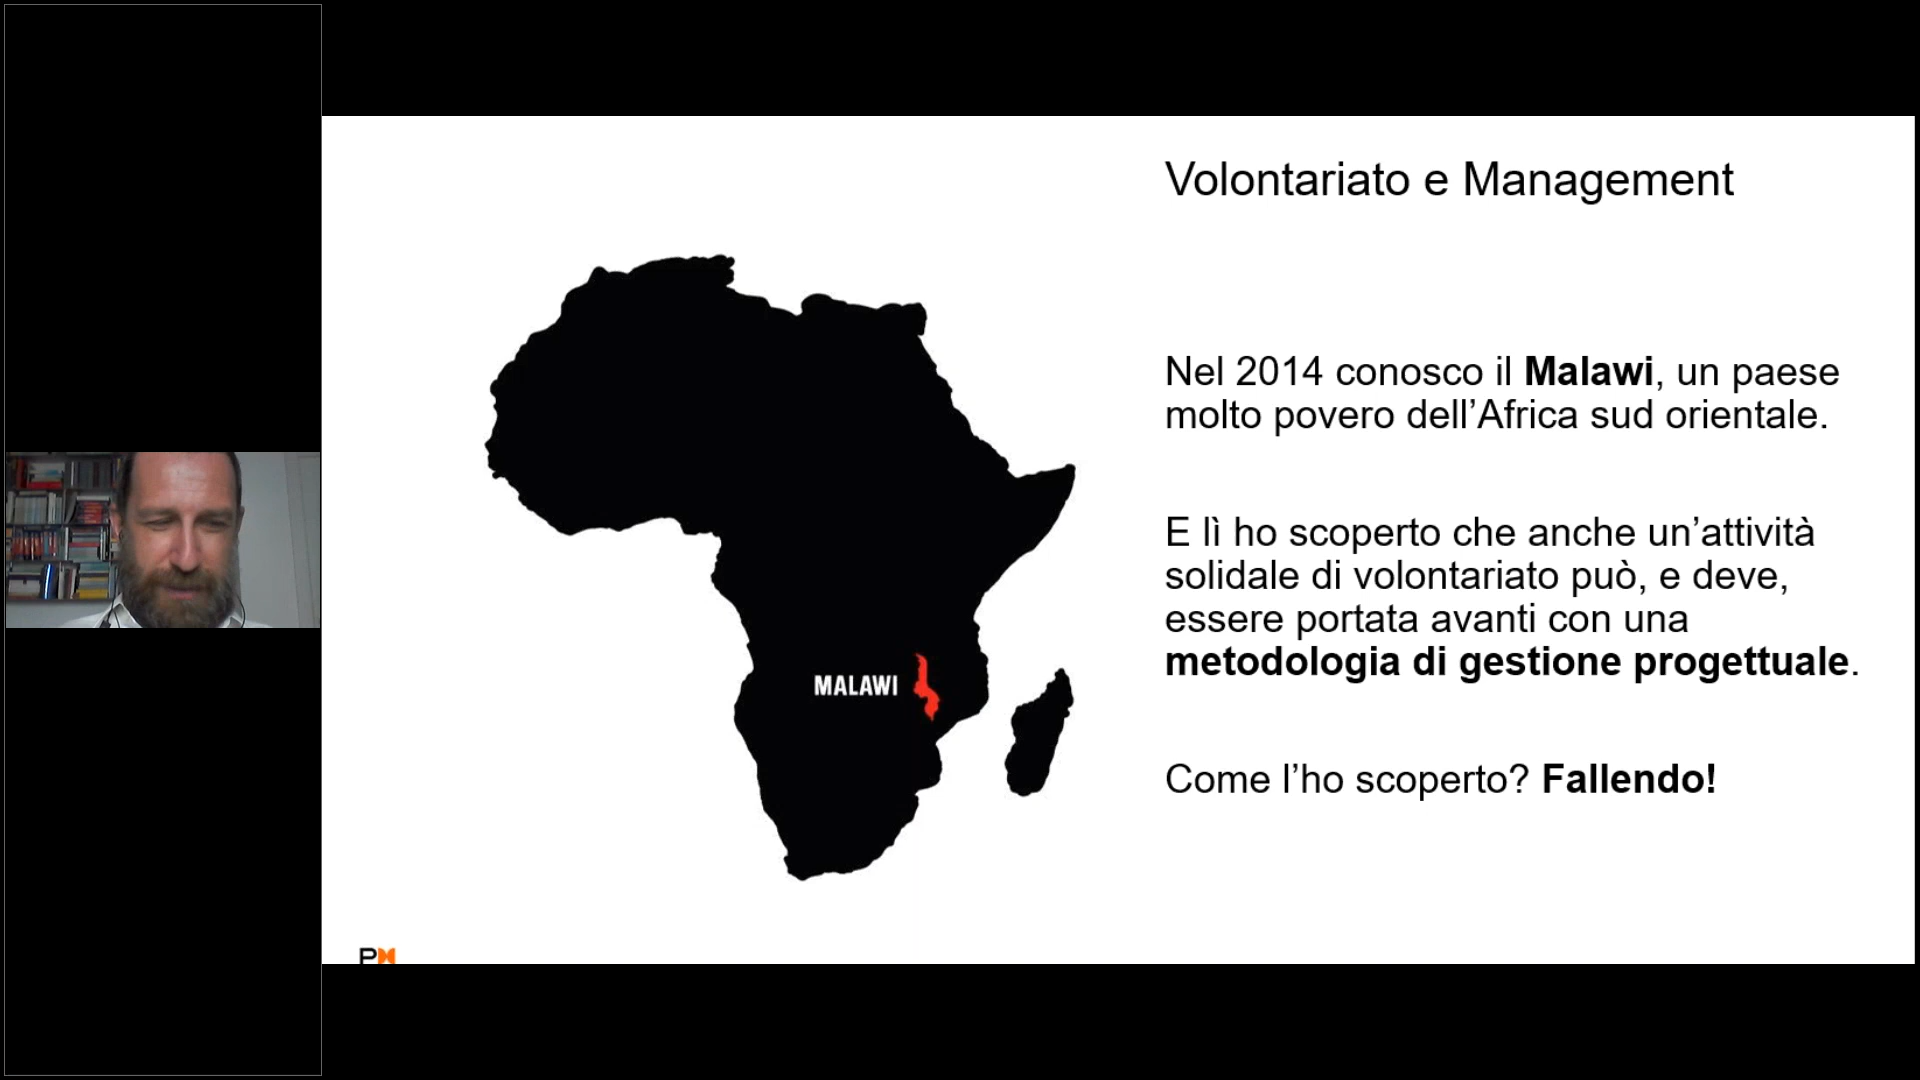 Volontariato e Management
Nel 2014 conosco il Malawi, un paese
molto povero dell’Africa sud orientale.
E lì ho scoperto che anche un’attività
solidale di volontariato può, e deve,
essere portata avanti con una
metodologia di gestione progettuale.
MALAWI
Come l’ho scoperto? Fallendo!